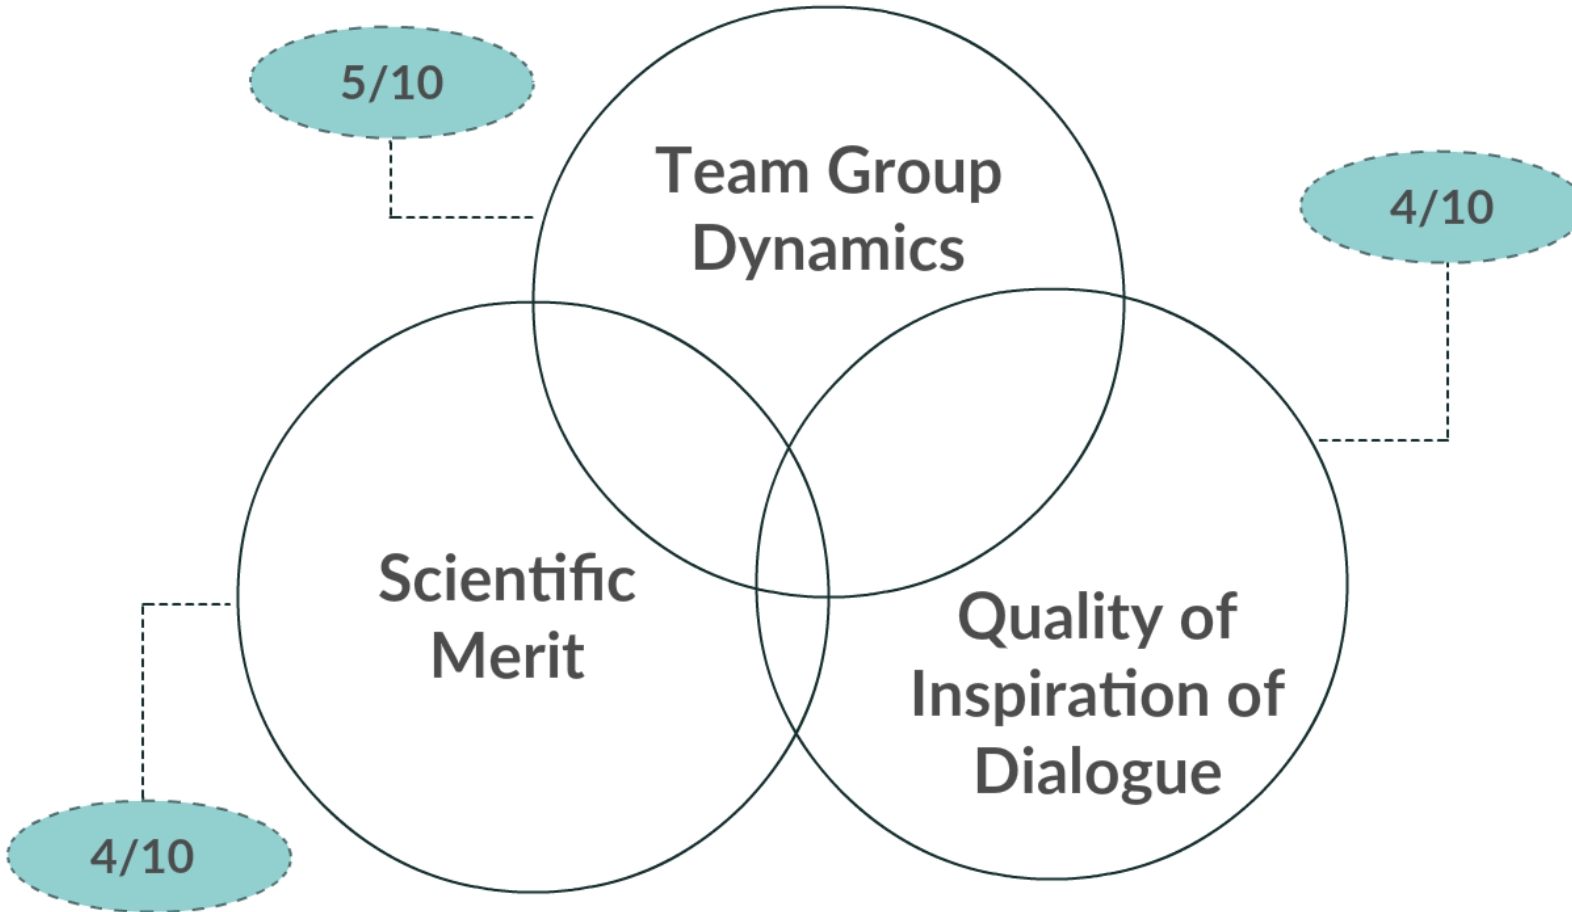 5/10
Team Group
Dynamics
4/10
Scientific
Merit
Quality of
Inspiration of
Dialogue
4/10